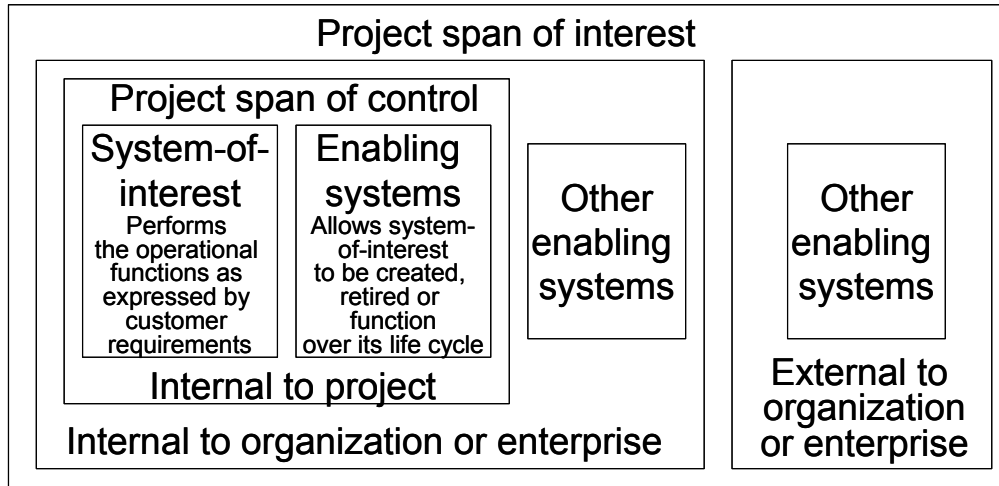 Project span of interest
Project span of control
System-of-
interest
Performs
the operational
functions as
expressed by
customer
requirements
Enabling
systems
Allows system-
of-interest
to be created,
retired or
function
over its life cycle
Internal to project
Other
enabling
systems
Internal to organization or enterprise
Other
enabling
systems
External to
organization
or enterprise